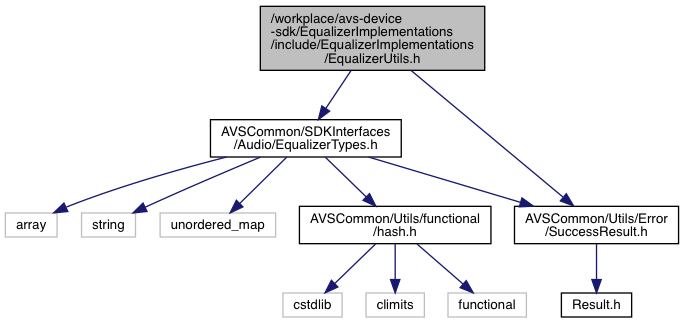 /workplace/avs-device
-sdk/EqualizerImplementations
/include/EqualizerImplementations
/EqualizerUtils.h
AVSCommon/SDKInterfaces
/Audio/EqualizerTypes.h
array
string
unordered_map
AVSCommon/Utils/functional
/hash.h
AVSCommon/Utils/Error
/SuccessResult.h
cstdlib
climits
functional
Result.h